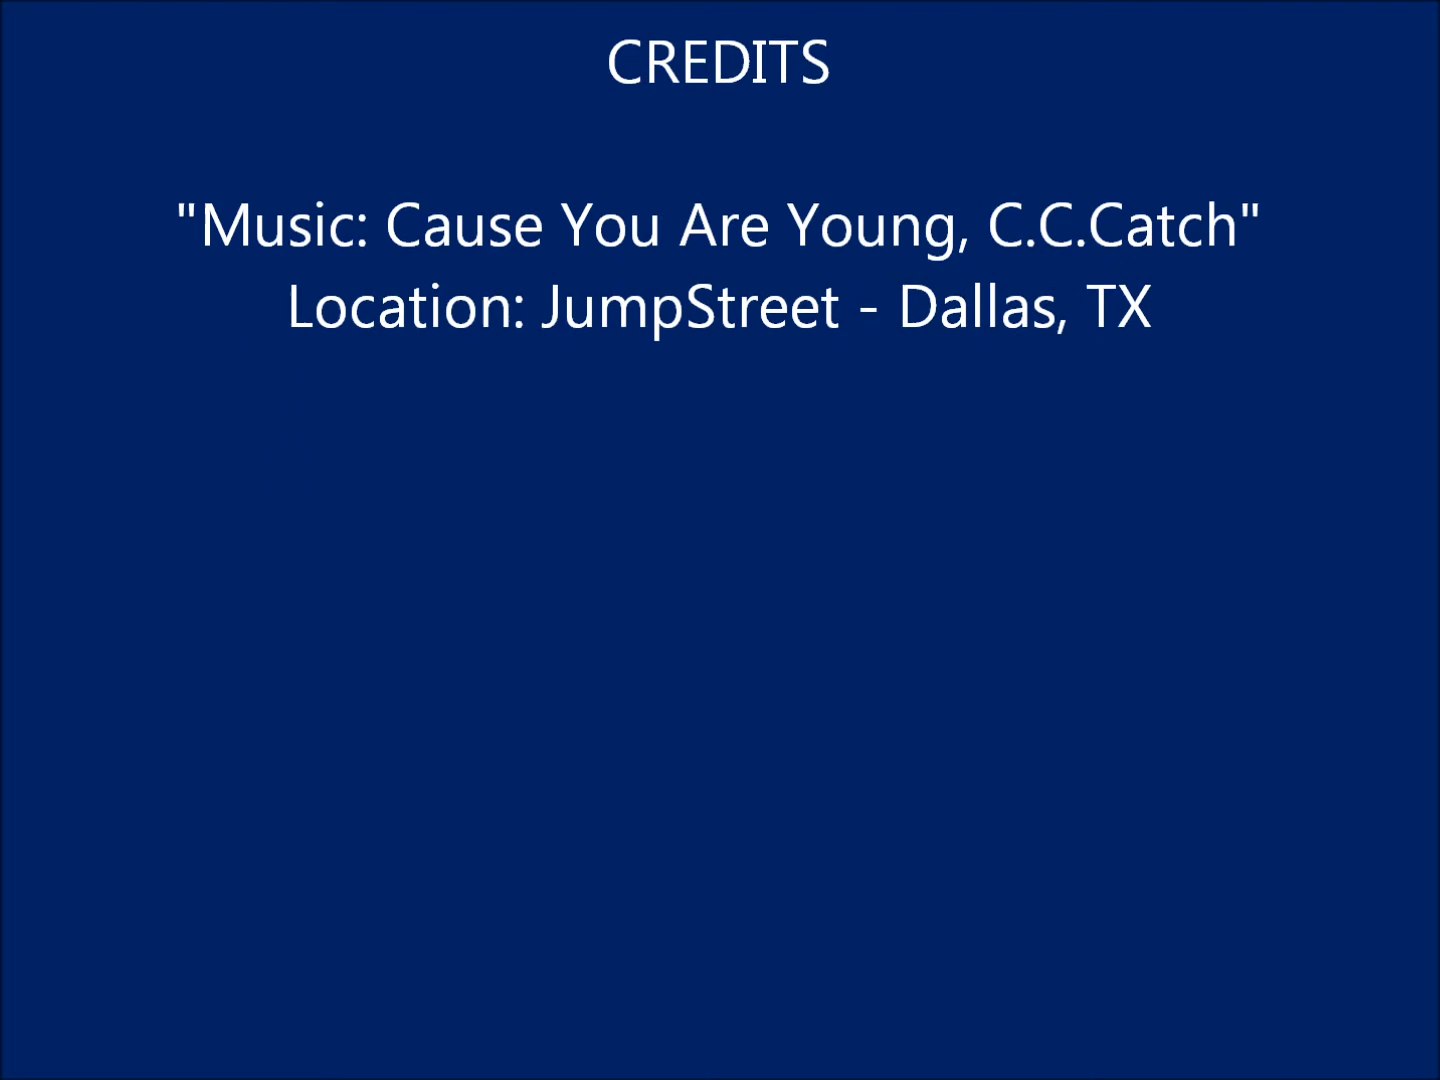 CREDITS
"Music: Cause You Are Young, C.C.Catch"
Location: JumpStreet - Dallas, TX